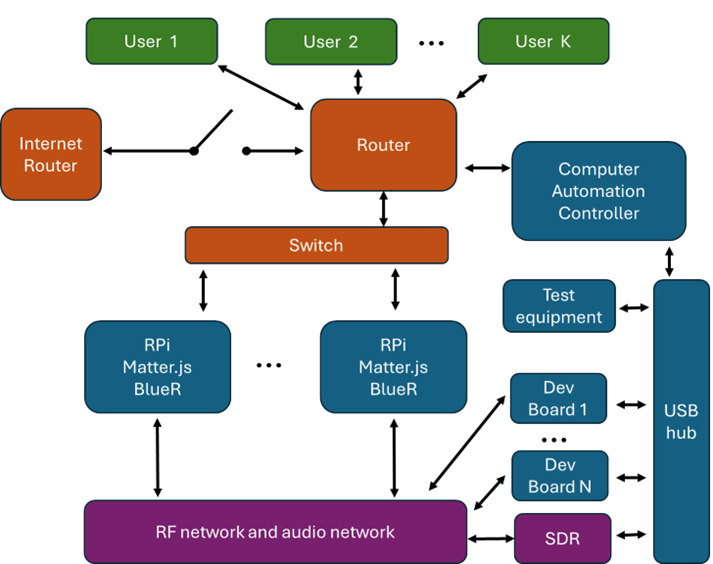 User 1
User 2
...
User K
Internet
Router
Router
Computer
Automation
Controller
Switch
Test
equipment
RPi
Matter.js
BlueR
...
RPi
Matter.js
BlueR
Dev
Board 1
...
Dev
Board N
USB
hub
RF network and audio network
SDR